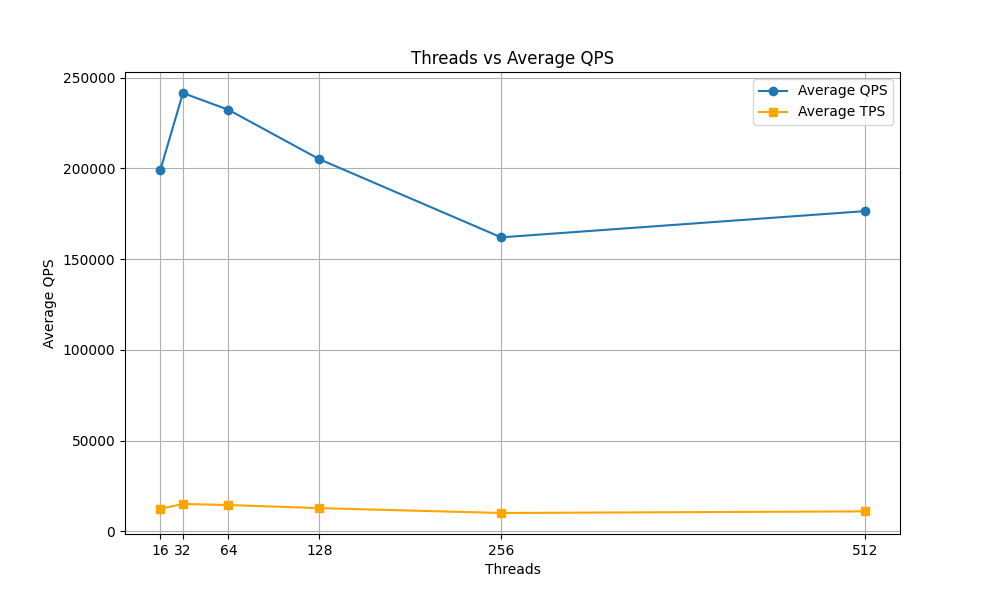 Threads vs Average QPS
Average QPS
Average TPS
250000
200000
150000
100000
50000
0
Average QPS
16 32 64 128 256 512
Threads